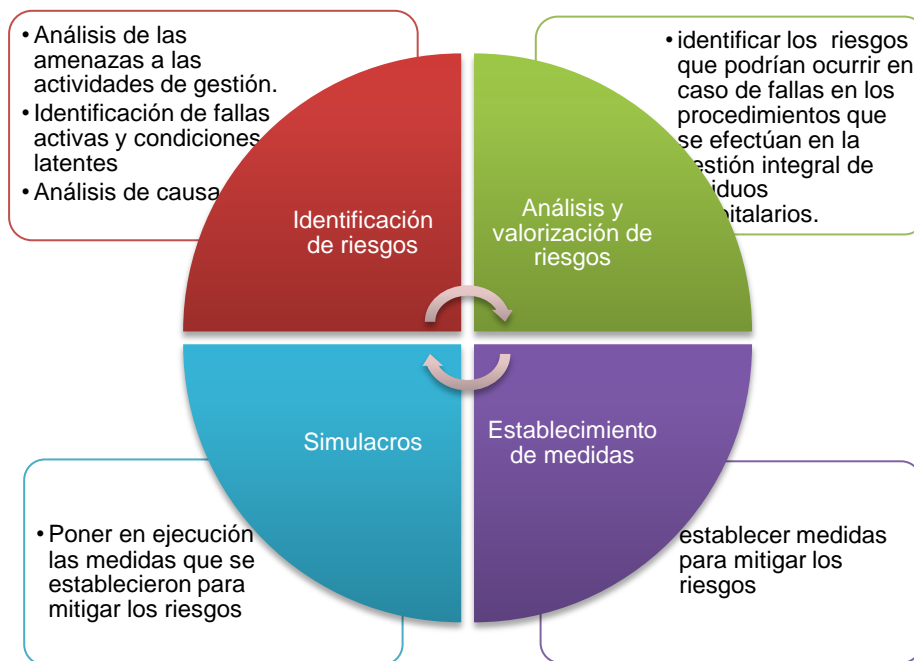 • Análisis de las
amenazas a las
actividades de gestión.
• Identificación de fallas
activas y condiciones
latentes
• Análisis de causa
Identificación
de riesgos
• identificar los riesgos
que podrían ocurrir en
caso de fallas en los
procedimientos que
se efectúan en la
integral de
Análisis y
valorización de
riesgos
Simulacros
• Poner en ejecución
las medidas que se
establecieron para
mitigar los riesgos
Establecimiento
de medidas
establecer medidas
para mitigar los
riesgos